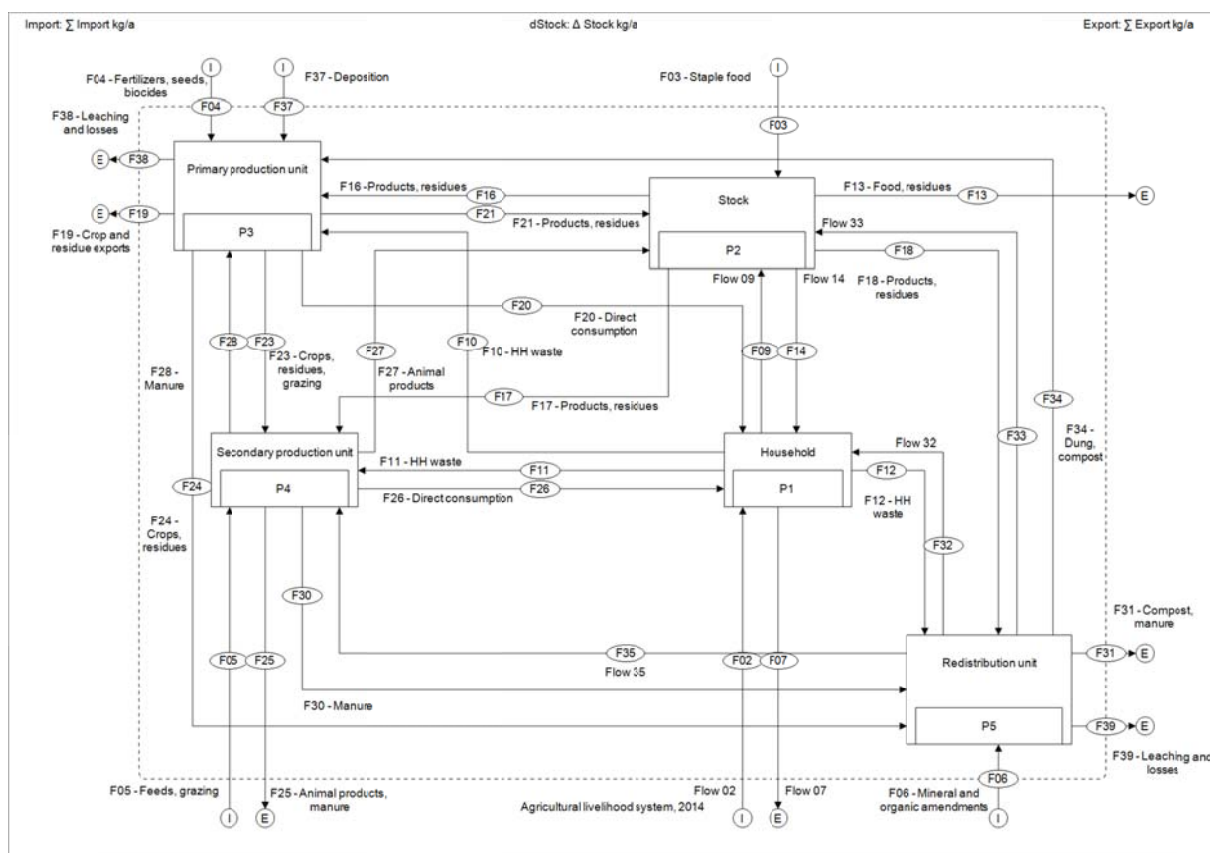 Import: ∑ Import kg/a
dStock: Δ Stock kg/a
Export: ∑ Export kg/a
I
I
I
F04 - Fertilizers, seeds,
biocides
F37 - Deposition
F03 - Staple food
F04
F37
F03
F38 - Leaching
and losses
E
F38
Primary production unit
P3
E
F19
F19 - Crop and
residue exports
F16 - Products, residues
F16
F21
F21 - Products, residues
Stock
P2
F13 - Food, residues
F13
E
Flow 33
F18
F18 - Products,
residues
Flow 09
Flow 14
F20
F20 - Direct
consumption
F28
F23
F23 - Crops,
residues,
grazing
F27
F27 - Animal
products
F10
F10 - HH waste
F09
F14
F28 -
Manure
F17
F17 - Products, residues
F34
F34 -
Dung,
compost
F33
Secondary production unit
P4
F11 - HH waste
F11
F26 - Direct consumption
F26
Household
P1
Flow 32
F12
F12 - HH
waste
F24
F24 -
Crops,
residues
F32
F30
F31 - Compost,
manure
F05
F25
F35
Flow 35
F02
F07
Redistribution unit
P5
F31
E
F30 - Manure
F39
E
F39 - Leaching and
losses
F06
F05 - Feeds, grazing
F25 - Animal products,
manure
Agricultural livelihood system, 2014
Flow 02
Flow 07
F06 - Mineral and
organic amendments
I
E
I
E
I